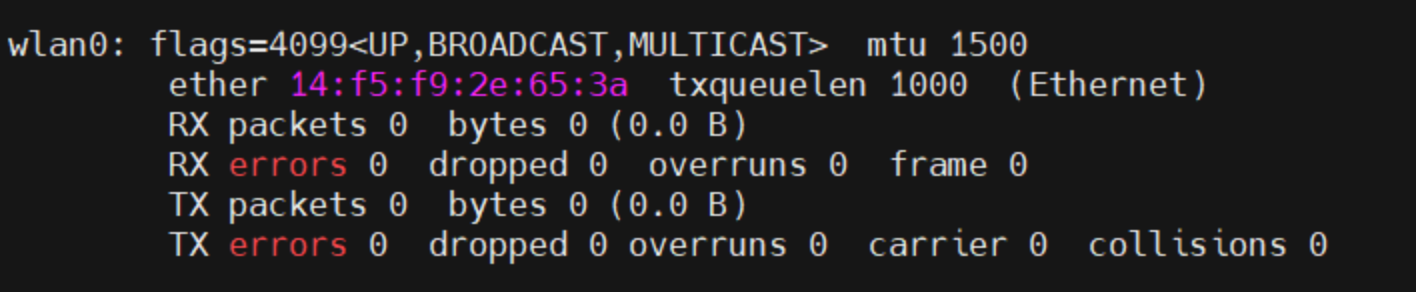 wlan0: flags=4099<UP,BROADCAST,MULTICAST>  mtu 1500
        ether 14:f5:f9:2e:65:3a  txqueuelen 1000  (Ethernet)
        RX packets 0  bytes 0 (0.0 B)
        RX errors 0  dropped 0  overruns 0  frame 0
        TX packets 0  bytes 0 (0.0 B)
        TX errors 0  dropped 0 overruns 0  carrier 0  collisions 0